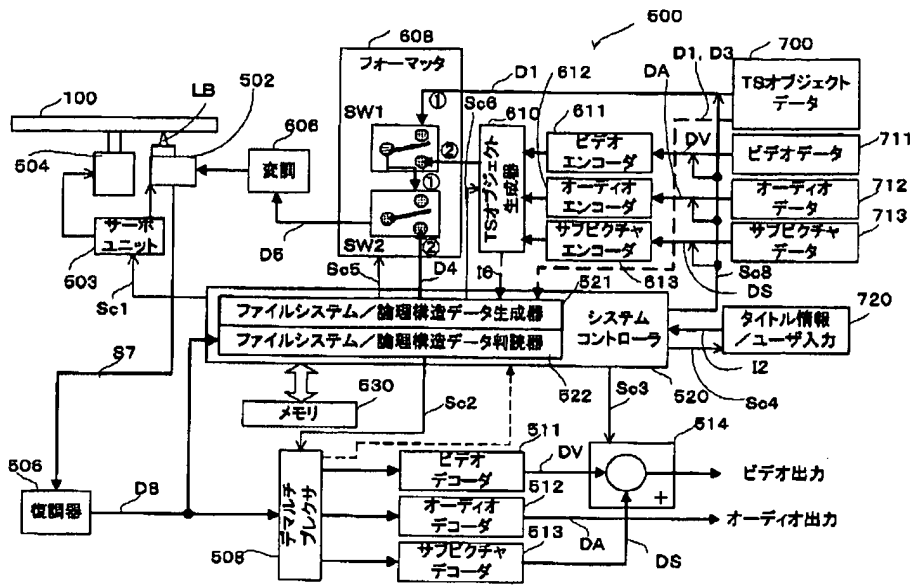 500
608
フォーマッタ
SW1
①
②
①
SW2
②
Sc6
D1
612
DA
D1, D3
700
TSオブジェクト
データ
100
LB
502
504
606
変調
610
TSオブジェクト
生成器
611
ビデオ
エンコーダ
DV
ビデオデータ
711
オーディオ
エンコーダ
オーディオ
データ
712
サブピクチャ
エンコーダ
サブピクチャ
データ
713
サーボ
ユニット
503
D5
Sc5
D4
I6
613
Sc8
DS
Sc1
521
ファイルシステム/論理構造データ生成器
ファイルシステム/論理構造データ判読器
システム
コントローラ
タイトル情報
/ユーザ入力
720
I2
S7
530
メモリ
Sc2
522
Sc3
520
Sc4
511
514
ビデオ
デコーダ
DV
ビデオ出力
+
506
復調器
D8
デマルチ
プレクサ
508
512
オーディオ
デコーダ
DA
オーディオ出力
513
サブピクチャ
デコーダ
DS